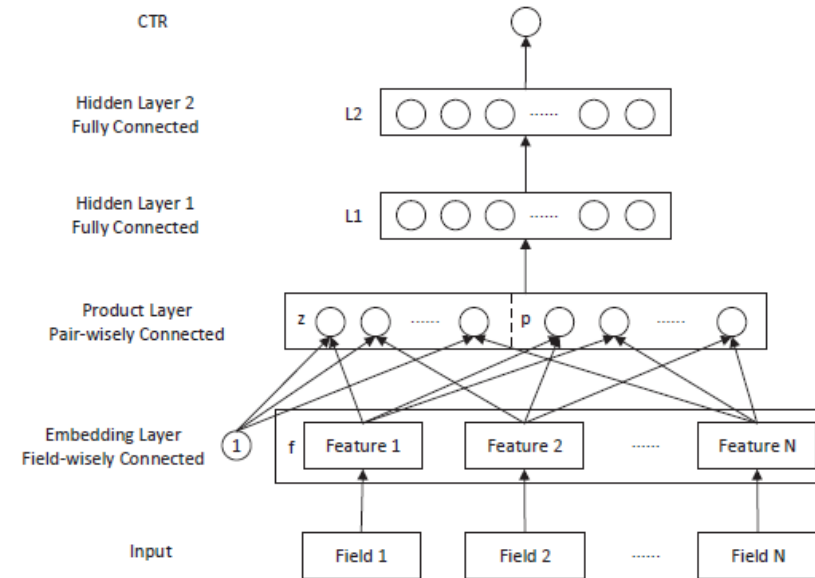 CTR
Hidden Layer 2
Fully Connected
L2
......
Hidden Layer 1
Fully Connected
L1
......
Product Layer
Pair-wisely Connected
z
......
p
......
Embedding Layer
Field-wisely Connected
1
f
Feature 1
Feature 2
......
Feature N
Input
Field 1
Field 2
......
Field N